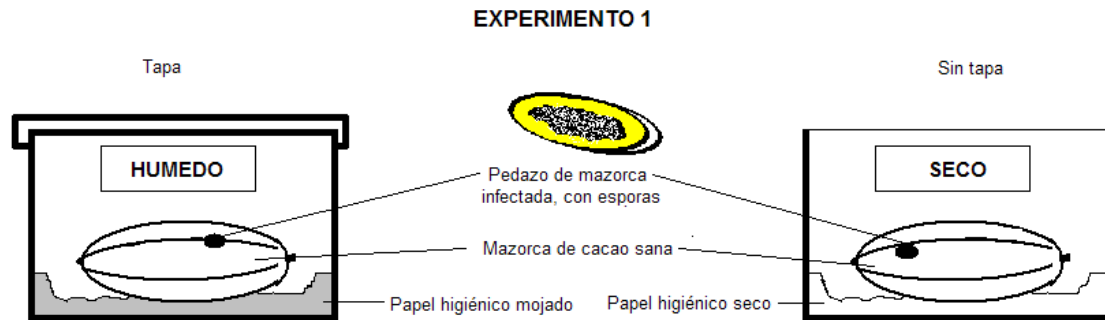 EXPERIMENTO 1
Tapa
Sin tapa
HUMEDO
SECO
Pedazo de mazorca
infectada, con esporas
Mazorca de cacao sana
Papel higiénico mojado
Papel higiénico seco